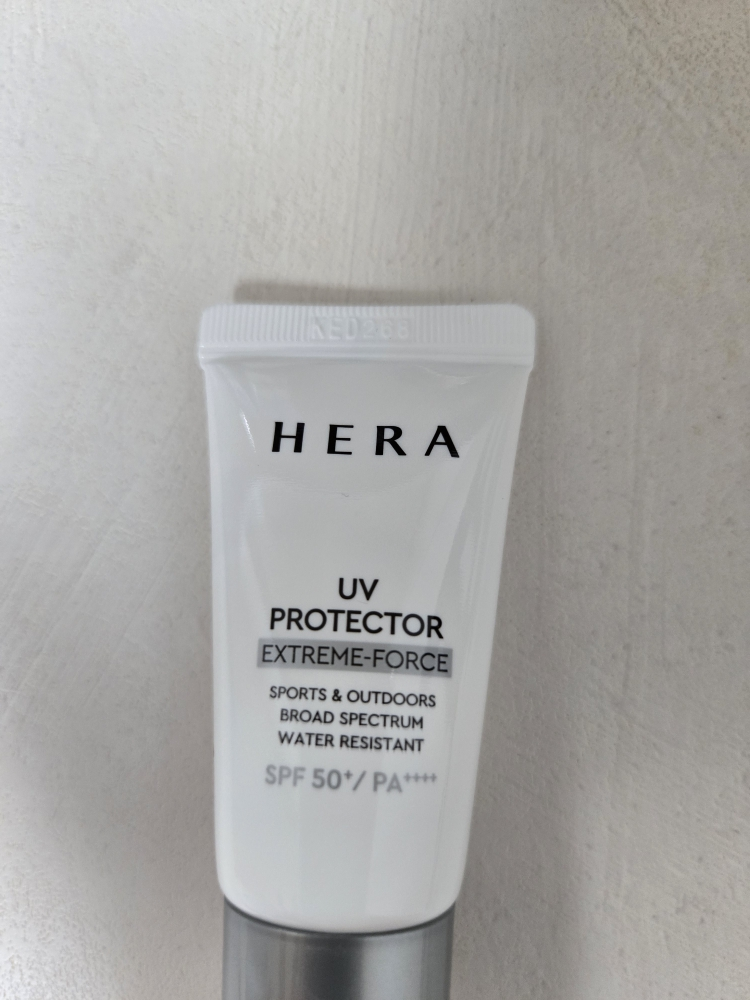 HERA
UV
PROTECTOR
EXTREME-FORCE
SPORTS & OUTDOORS
BROAD SPECTRUM
WATER RESISTANT
SPF 50+/ PA++++